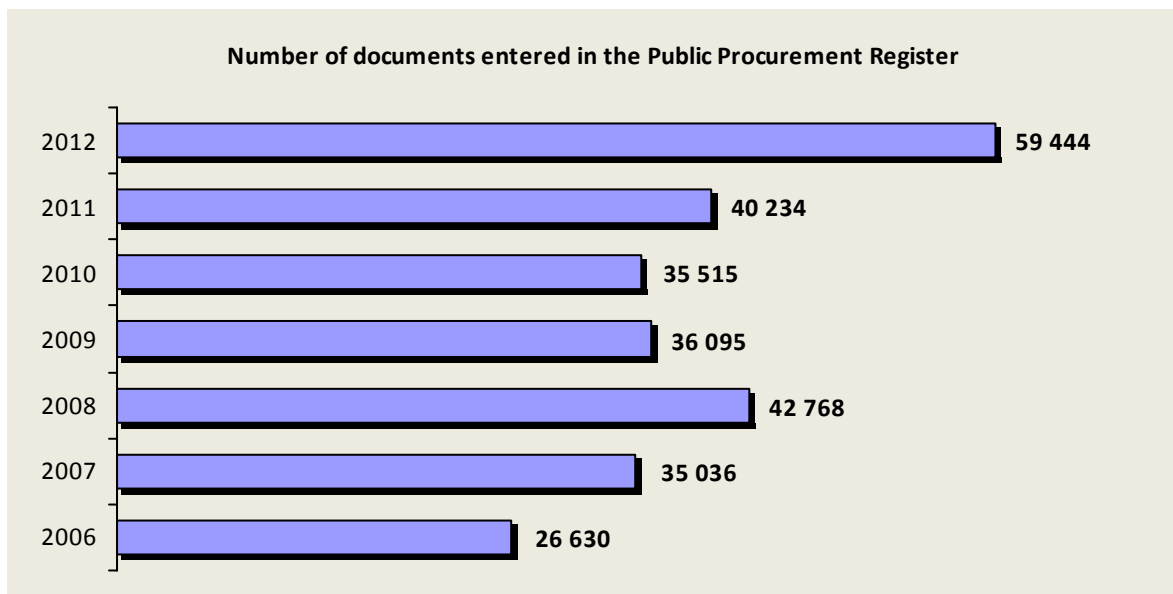 Number of documents entered in the Public Procurement Register
2012 59 444
2011 40 234
2010 35 515
2009 36 095
2008 42 768
2007 35 036
2006 26 630